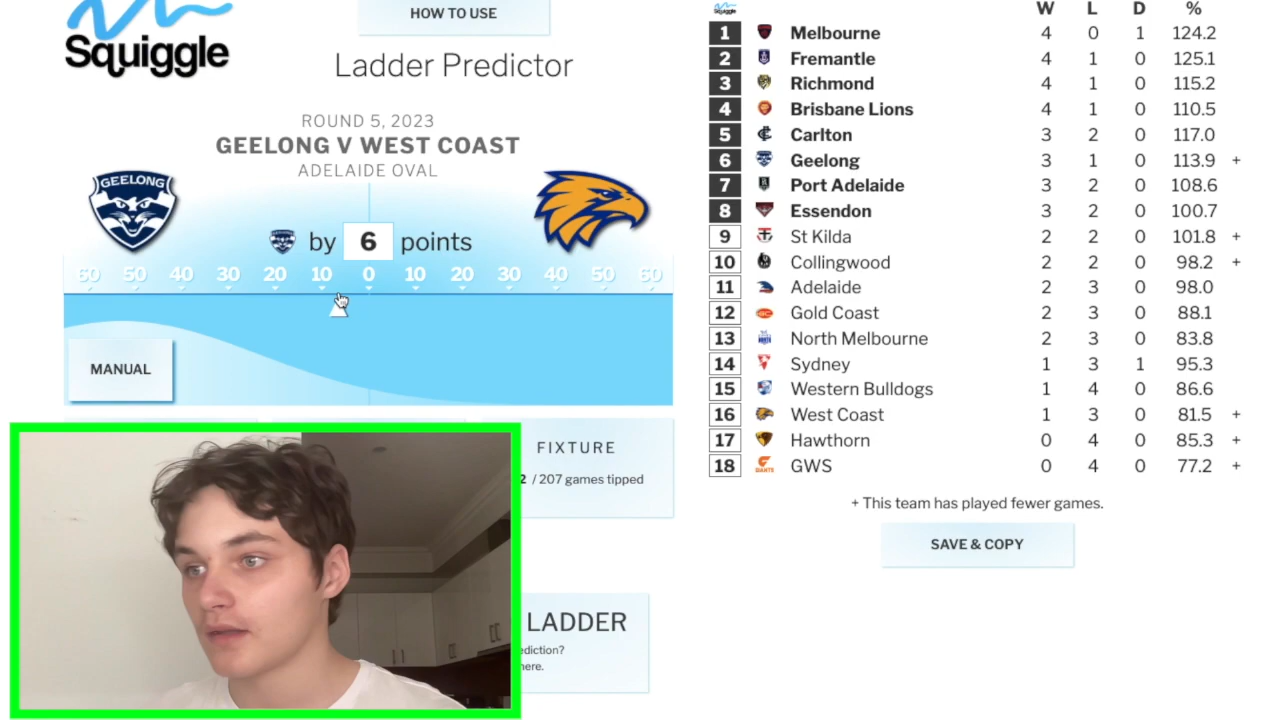 HOW TO USE
Squiggle
Ladder Predictor
ROUND 5, 2023
GEELONG V WEST COAST
ADELAIDE OVAL
GEELONG
by 6 points
60 50 40 30 20 10 0 10 20 30 40 50 60
MANUAL
FIXTURE
2 / 207 games tipped
LADDER
ediction?
here.
W L D %
1 Melbourne 4 0 1 124.2
2 Fremantle 4 1 0 125.1
3 Richmond 4 1 0 115.2
4 Brisbane Lions 4 1 0 110.5
5 Carlton 3 2 0 117.0
6 Geelong 3 1 0 113.9 +
7 Port Adelaide 3 2 0 108.6
8 Essendon 3 2 0 100.7
9 St Kilda 2 2 0 101.8 +
10 Collingwood 2 2 0 98.2 +
11 Adelaide 2 3 0 98.0
12 Gold Coast 2 3 0 88.1
13 North Melbourne 2 3 0 83.8
14 Sydney 1 3 1 95.3
15 Western Bulldogs 1 4 0 86.6
16 West Coast 1 3 0 81.5 +
17 Hawthorn 0 4 0 85.3 +
18 GWS 0 4 0 77.2 +
+ This team has played fewer games.
SAVE & COPY